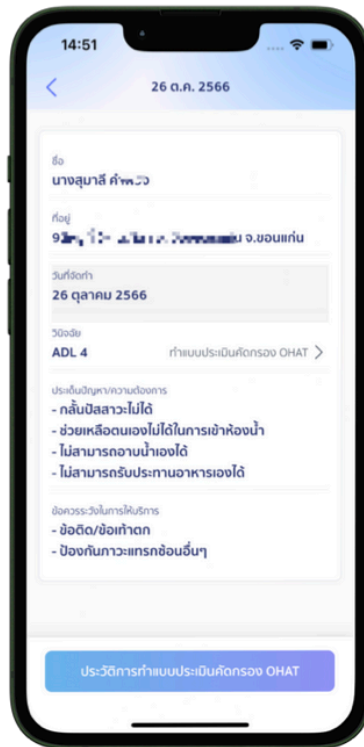 14:51
26 ต.ค. 2566
ชื่อ
นางสุมาลี
ที่อยู่
จ.ขอนแก่น
วันที่จัดทำ
26 ตุลาคม 2566
วินิจฉัย
ADL 4 ทำแบบประเมินคัดกรอง OHAT
ประเด็นปัญหา/ความต้องการ
- กลั้นปัสสาวะไม่ได้
- ช่วยเหลือตนเองไม่ได้ในการเข้าห้องน้ำ
- ไม่สามารถอาบน้ำเองได้
- ไม่สามารถรับประทานอาหารเองได้
ข้อควรระวังในการให้บริการ
- ข้อติด/ข้อเท้าตก
- ป้องกันภาวะแทรกซ้อนอื่นๆ
ประวัติการทำแบบประเมินคัดกรอง OHAT